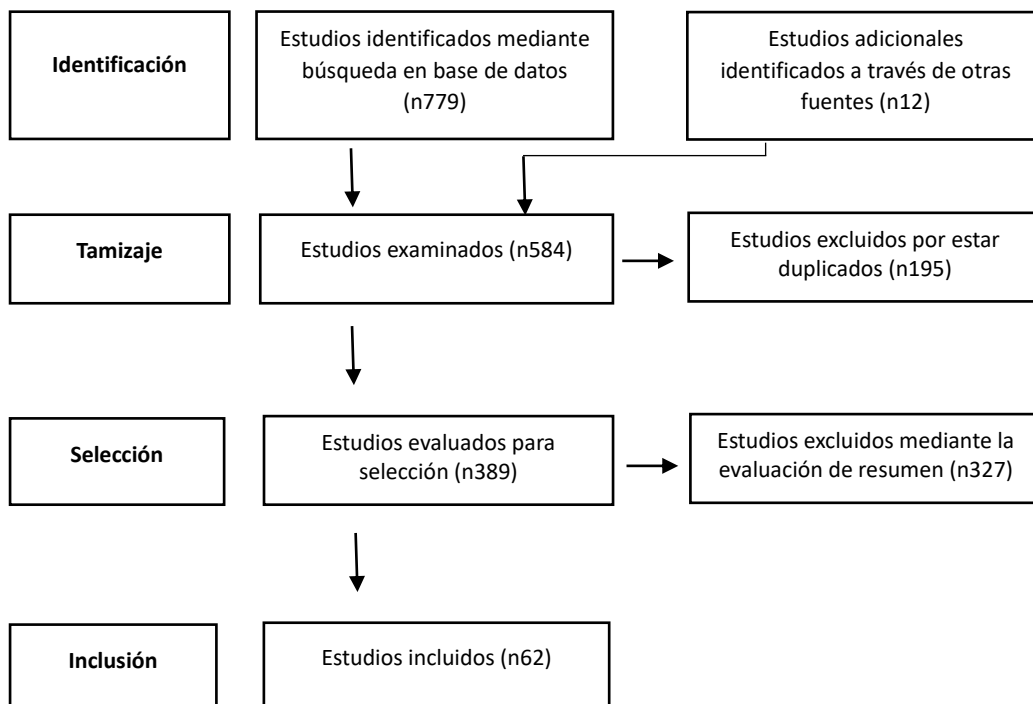 Identificación
Estudios identificados mediante
búsqueda en base de datos
(n779)
Estudios adicionales
identificados a través de otras
fuentes (n12)
Tamizaje
Estudios examinados (n584)
Estudios excluidos por estar
duplicados (n195)
Selección
Estudios evaluados para
selección (n389)
Estudios excluidos mediante la
evaluación de resumen (n327)
Inclusión
Estudios incluidos (n62)